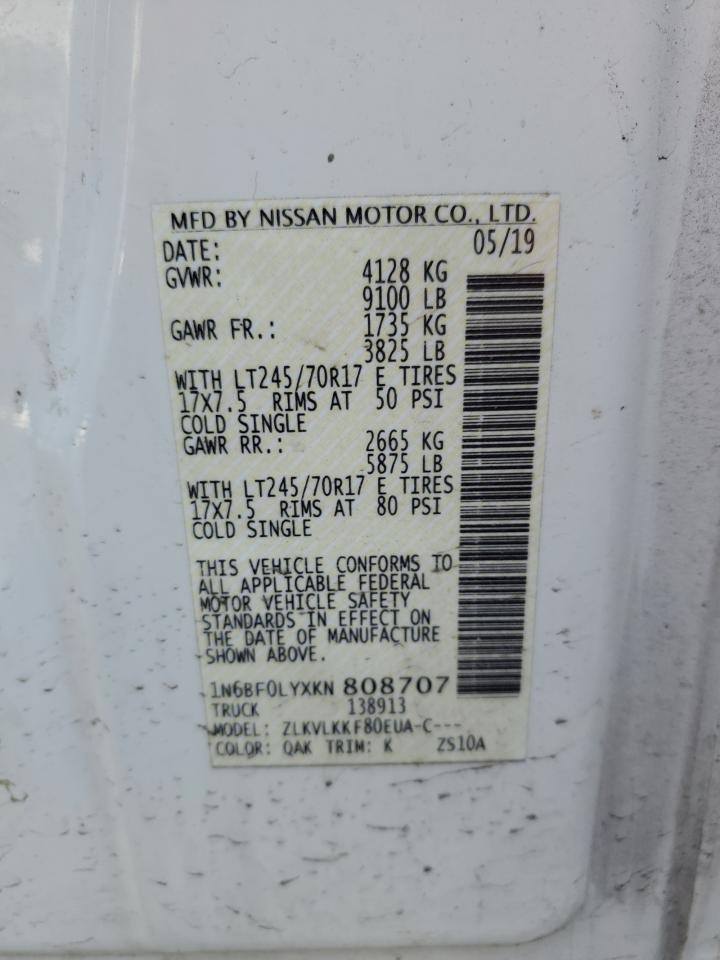 MFD BY NISSAN MOTOR CO., LTD.
DATE: 05/19
GVWR: 4128 KG
9100 LB
GAWR FR.: 1735 KG
3825 LB
WITH LT245/70R17 E TIRES
17X7.5 RIMS AT 50 PSI
COLD SINGLE
GAWR RR.: 2665 KG
5875 LB
WITH LT245/70R17 E TIRES
17X7.5 RIMS AT 80 PSI
COLD SINGLE
THIS VEHICLE CONFORMS TO
ALL APPLICABLE FEDERAL
MOTOR VEHICLE SAFETY
STANDARDS IN EFFECT ON
THE DATE OF MANUFACTURE
SHOWN ABOVE.
1N6BF0LYXKN 808707
TRUCK 138913
MODEL: ZLKVLKKF80EUA-C---
COLOR: QAK TRIM: K ZS10A